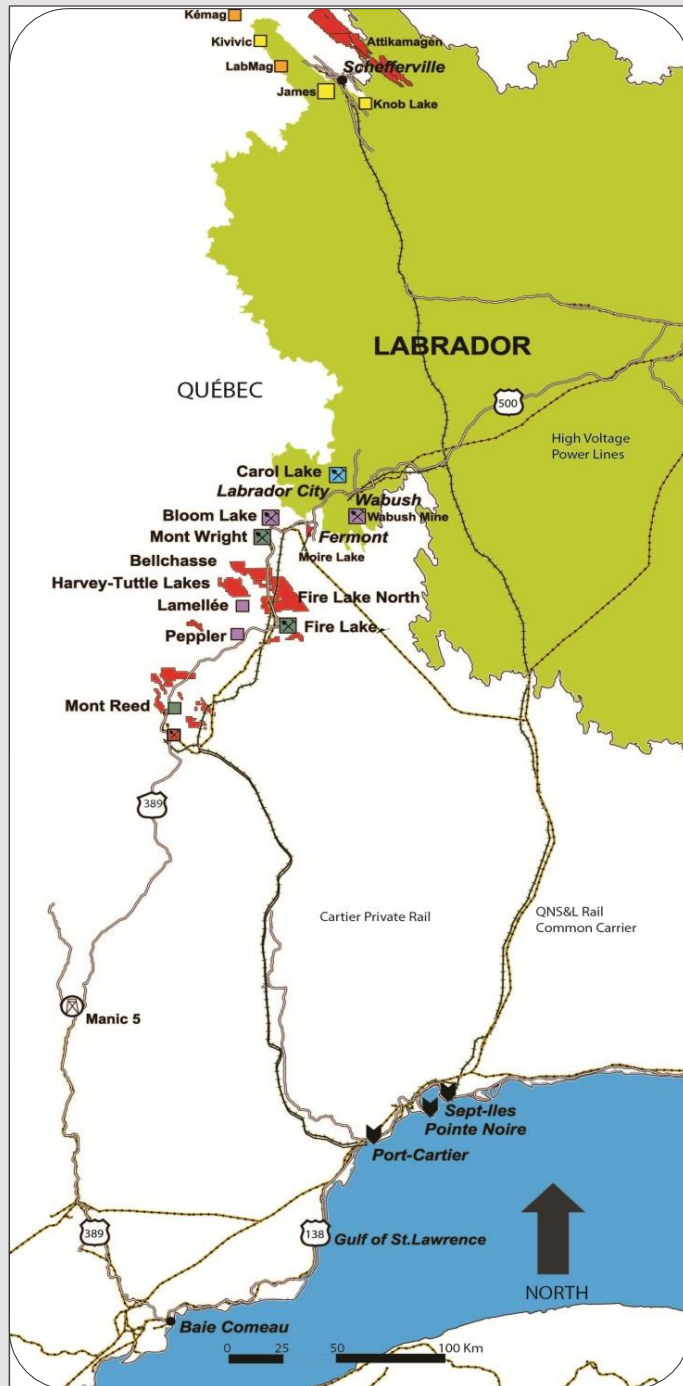 Kémag
Kivivic
Attikamagen
LabMag
Schefferville
James
Knob Lake
LABRADOR
QUÉBEC
500
High Voltage
Power Lines
Carol Lake
Labrador City
Wabush
Bloom Lake
Wabush Mine
Mont Wright
Fermont
Moire Lake
Bellchasse
Harvey-Tuttle Lakes
Fire Lake North
Lamellée
Fire Lake
Peppler
Mont Reed
389
Cartier Private Rail
QNS&L Rail
Common Carrier
Manic 5
Sept-Iles
Pointe Noire
Port-Cartier
389
138
Gulf of St.Lawrence
NORTH
Baie Comeau
0 25 50 100 Km